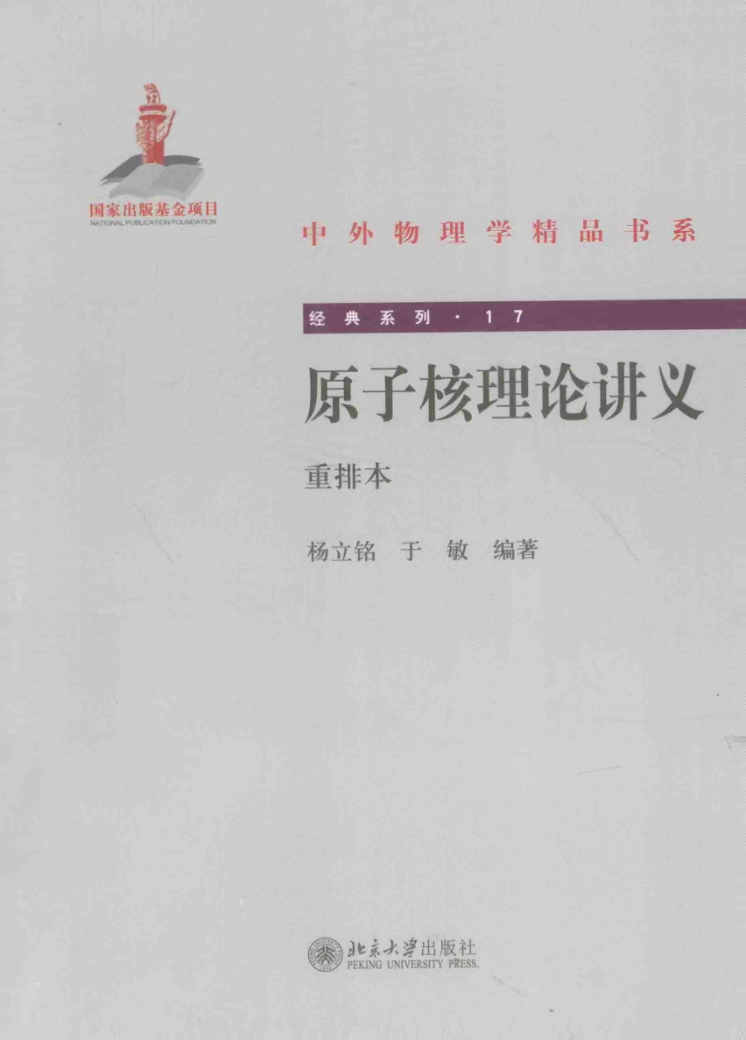 国家出版基金项目
NATIONAL PUBLICATION FOUNDATION
中外物理学精品书系
经典系列·17
原子核理论讲义
重排本
杨立铭 于敏 编著
北京大学出版社
PEKING UNIVERSITY PRESS